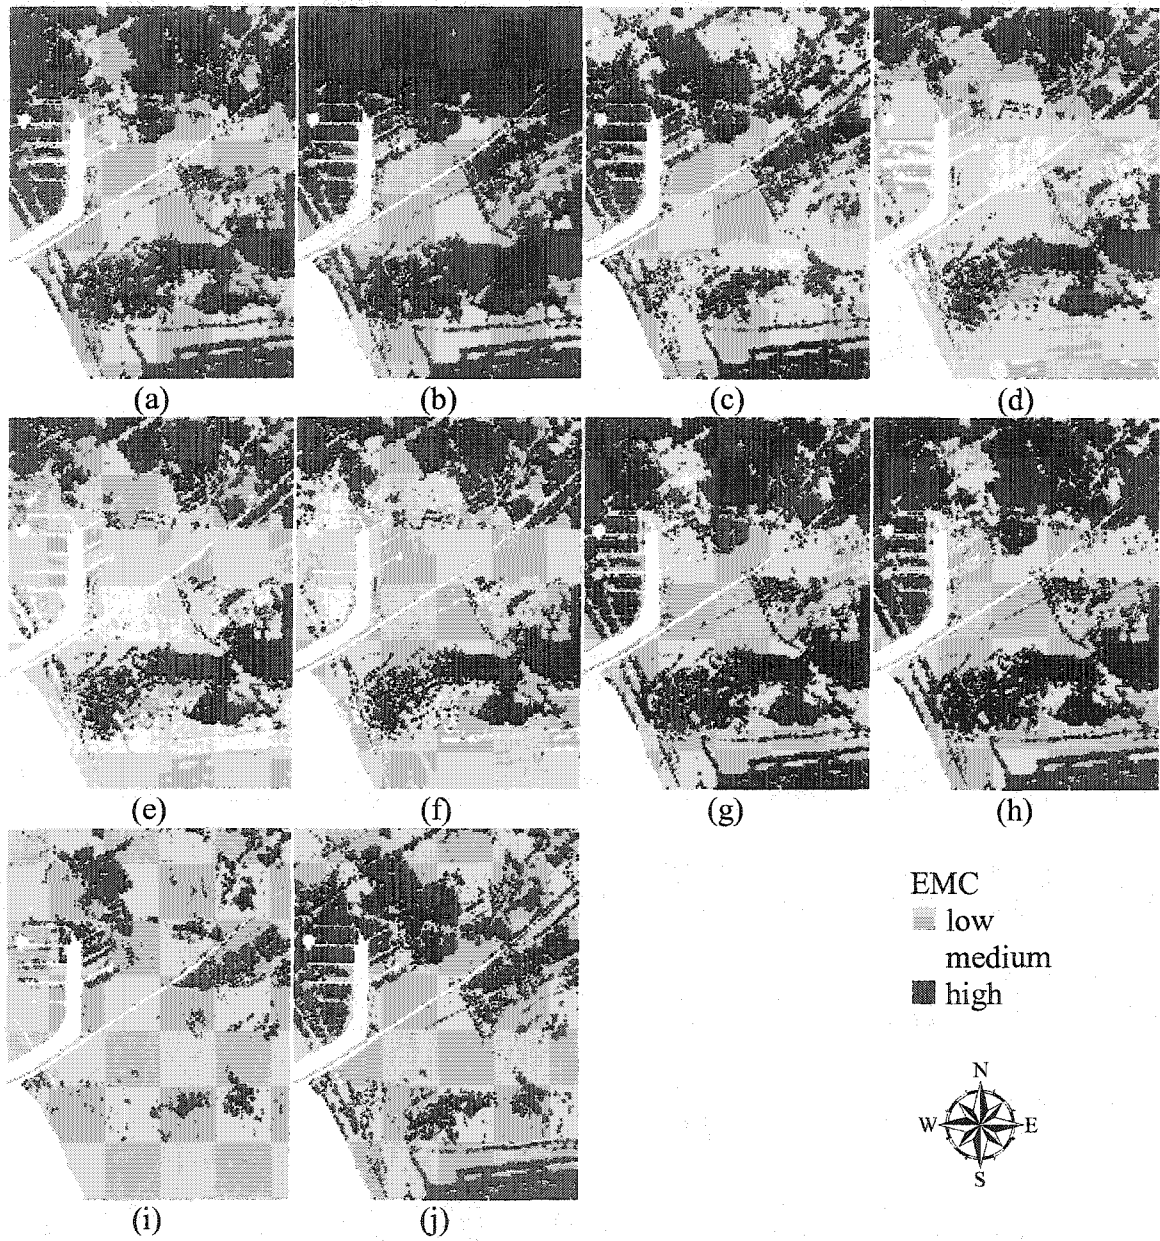 (a) (b) (c) (d)
(e) (f) (g) (h)
EMC
low
medium
high
N
W E
S
(i) (j)